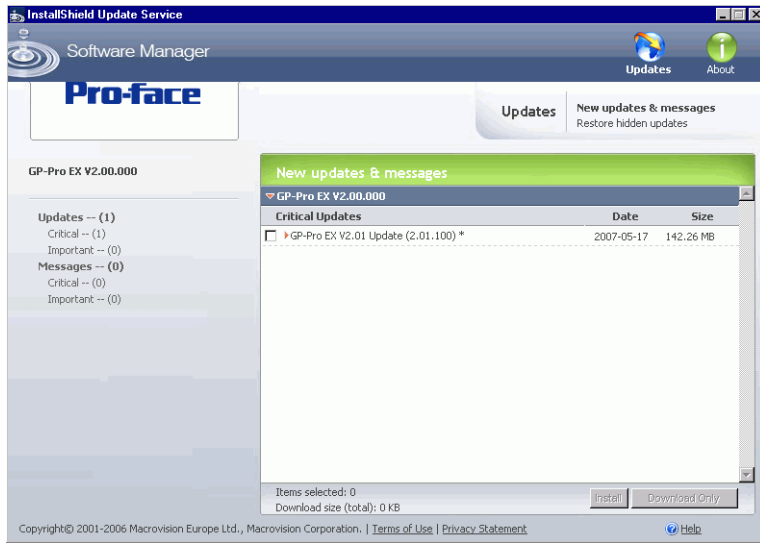 InstallShield Update Service
Software Manager
Updates
About
Pro-face
Updates
New updates & messages
Restore hidden updates
GP-Pro EX V2.00.000
Updates -- (1)
Critical -- (1)
Important -- (0)
Messages -- (0)
Critical -- (0)
Important -- (0)
New updates & messages
GP-Pro EX V2.00.000
Critical Updates Date Size
GP-Pro EX V2.01 Update (2.01.100) * 2007-05-17 142.26 MB
Items selected: 0
Download size (total): 0 KB
Install
Download Only
Copyright© 2001-2006 Macrovision Europe Ltd., Macrovision Corporation. | Terms of Use | Privacy Statement
Help